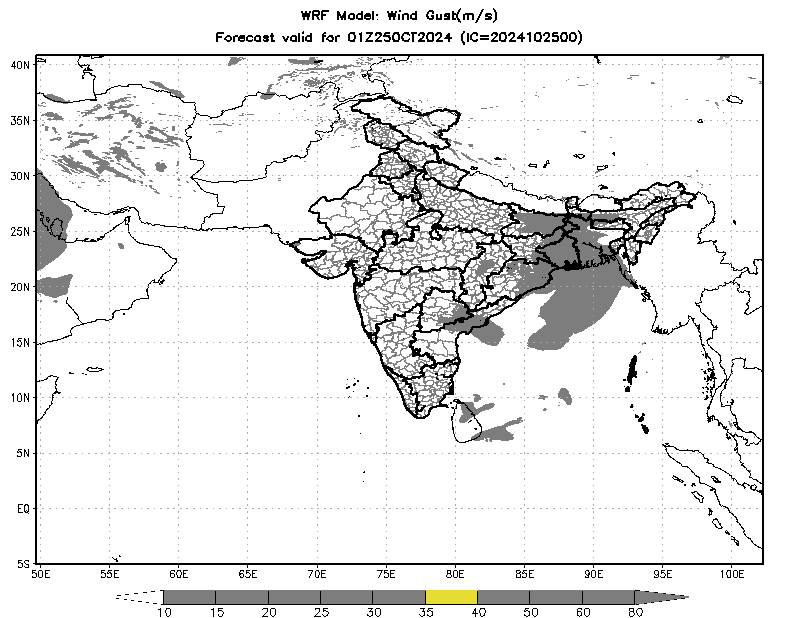 WRF Model: Wind Gust(m/s)
Forecast valid for 01Z25OCT2024 (IC=2024102500)
40N
35N
30N
25N
20N
15N
10N
5N
EQ
5S
50E 55E 60E 65E 70E 75E 80E 85E 90E 95E 100E
10 15 20 25 30 35 40 50 60 80